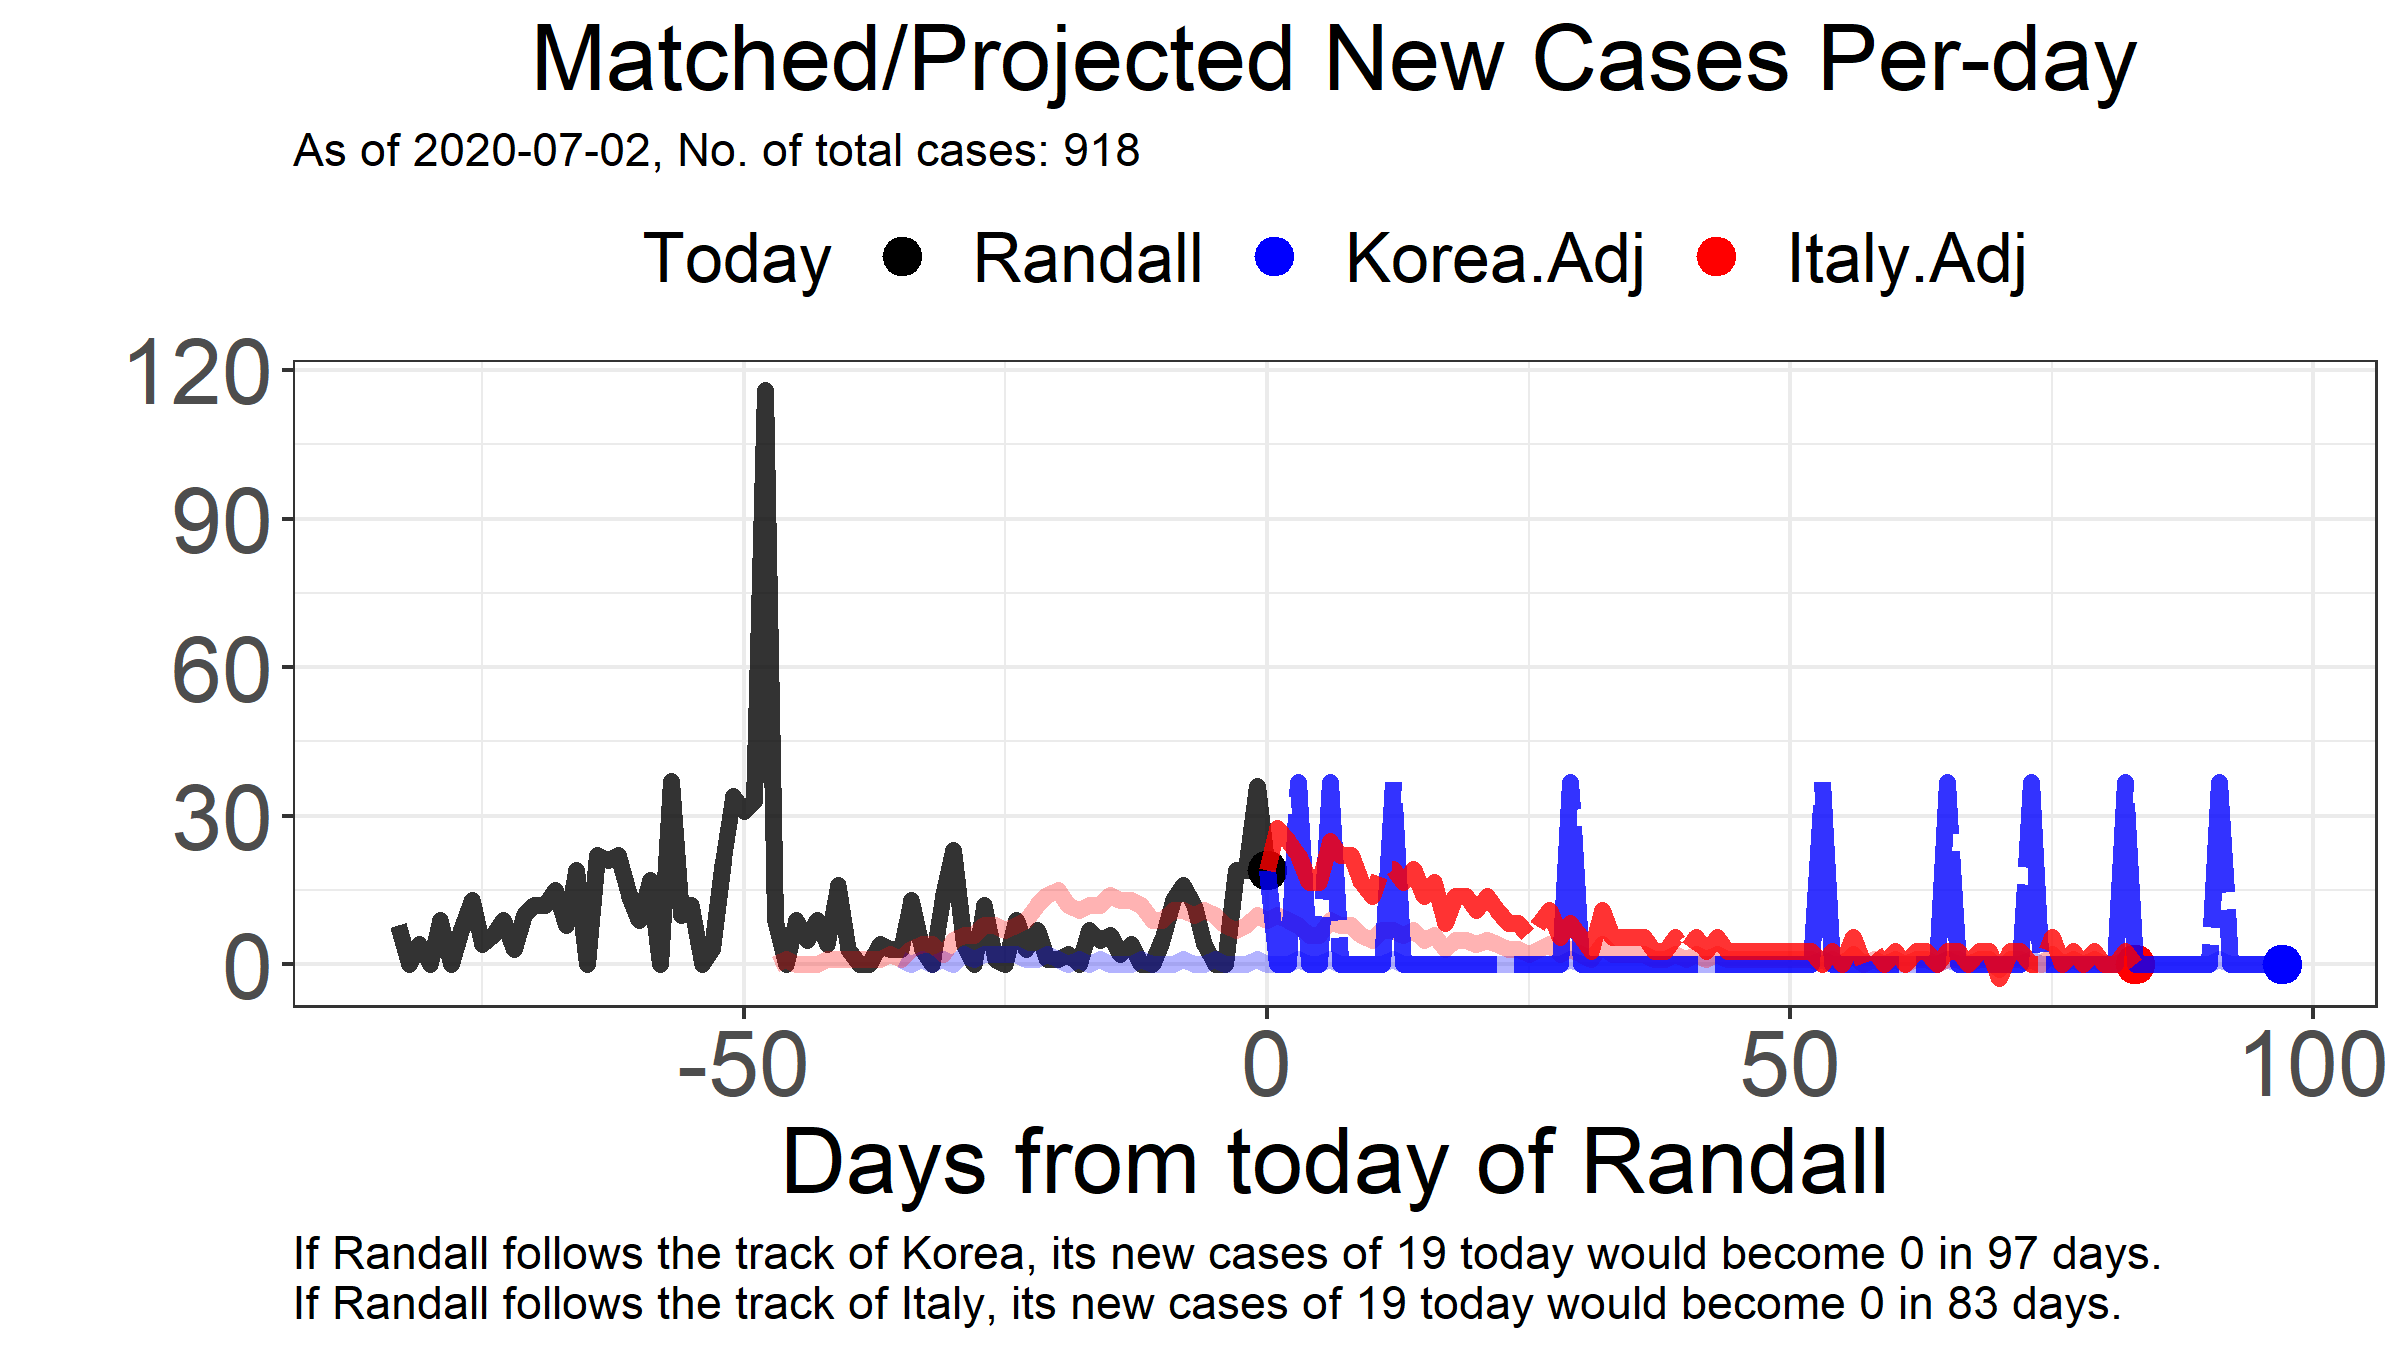 Matched/Projected New Cases Per-day
As of 2020-07-02, No. of total cases: 918
Today Randall Korea.Adj Italy.Adj
120
90
60
30
0
-50 0 50 100
Days from today of Randall
If Randall follows the track of Korea, its new cases of 19 today would become 0 in 97 days.
If Randall follows the track of Italy, its new cases of 19 today would become 0 in 83 days.